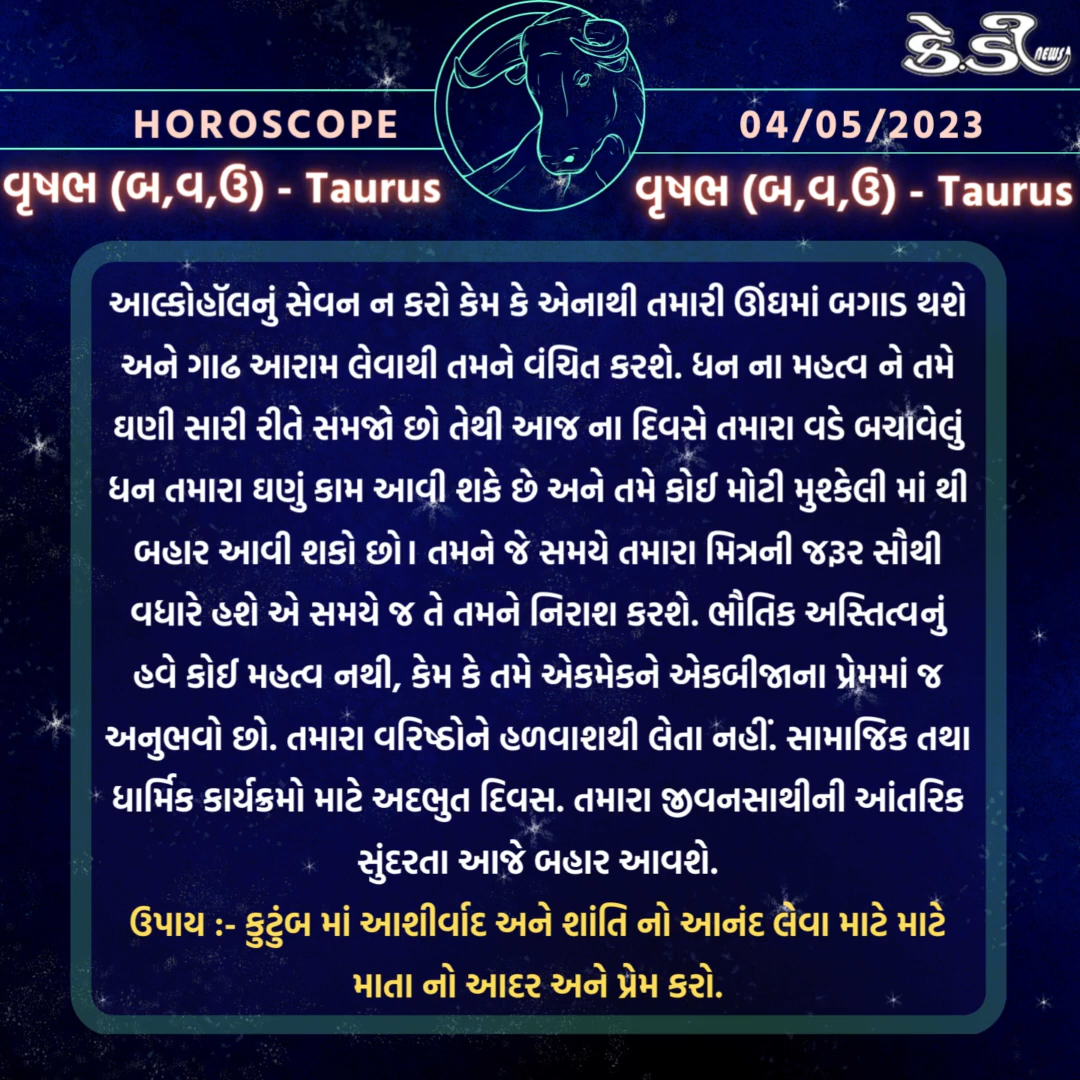 કે.ડી NEWS
HOROSCOPE
04/05/2023
વૃષભ (બ,વ,ઉ) - Taurus
વૃષભ (બ,વ,ઉ) - Taurus
આલ્કોહૉલનું સેવન ન કરો કેમ કે એનાથી તમારી ઊંઘમાં બગાડ થશે
અને ગાઢ આરામ લેવાથી તમને વંચિત કરશે. ધન ના મહત્વ ને તમે
ઘણી સારી રીતે સમજો છો તેથી આજ ના દિવસે તમારા વડે બચાવેલું
ધન તમારા ઘણું કામ આવી શકે છે અને તમે કોઈ મોટી મુશ્કેલી માં થી
બહાર આવી શકો છો। તમને જે સમયે તમારા મિત્રની જરૂર સૌથી
વધારે હશે એ સમયે જ તે તમને નિરાશ કરશે. ભૌતિક અસ્તિત્વનું
હવે કોઈ મહત્વ નથી, કેમ કે તમે એકમેકને એકબીજાના પ્રેમમાં જ
અનુભવો છો. તમારા વરિષ્ઠોને હળવાશથી લેતા નહીં. સામાજિક તથા
ધાર્મિક કાર્યક્રમો માટે અદભુત દિવસ. તમારા જીવનસાથીની આંતરિક
સુંદરતા આજે બહાર આવશે.
ઉપાય :- કુટુંબ માં આશીર્વાદ અને શાંતિ નો આનંદ લેવા માટે માટે
માતા નો આદર અને પ્રેમ કરો.